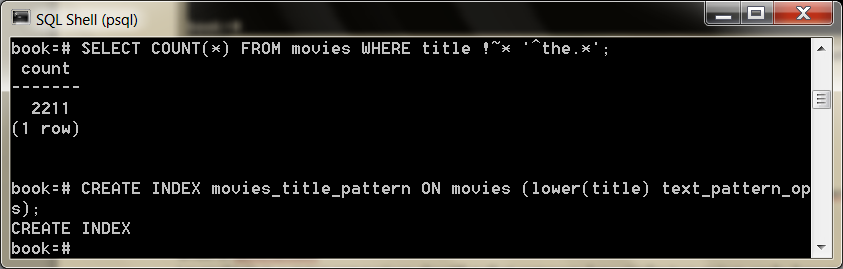 SQL Shell (psql)
book=# SELECT COUNT(*) FROM movies WHERE title !~* '^the.*';
 count
-------
  2211
(1 row)
book=# CREATE INDEX movies_title_pattern ON movies (lower(title) text_pattern_op
s);
CREATE INDEX
book=#